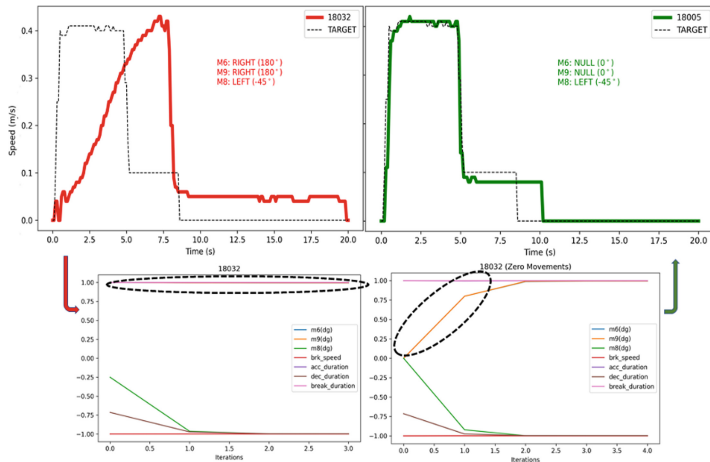 18032
TARGET
M6: RIGHT (180°)
M9: RIGHT (180°)
M8: LEFT (-45°)
Speed (m/s)
0.4
0.3
0.2
0.1
0.0
0.0 2.5 5.0 7.5 10.0 12.5 15.0 17.5 20.0
Time (s)
18005
TARGET
M6: NULL (0°)
M9: NULL (0°)
M8: LEFT (-45°)
0.0 2.5 5.0 7.5 10.0 12.5 15.0 17.5 20.0
Time (s)
18032
1.00
0.75
0.50
0.25
0.00
−0.25
−0.50
−0.75
−1.00
m6(dg)
m9(dg)
m8(dg)
brk_speed
acc_duration
dec_duration
break_duration
0.0 0.5 1.0 1.5 2.0 2.5 3.0
Iterations
18032 (Zero Movements)
1.00
0.75
0.50
0.25
0.00
−0.25
−0.50
−0.75
−1.00
m6(dg)
m9(dg)
m8(dg)
brk_speed
acc_duration
dec_duration
break_duration
0.0 0.5 1.0 1.5 2.0 2.5 3.0 3.5 4.0
Iterations